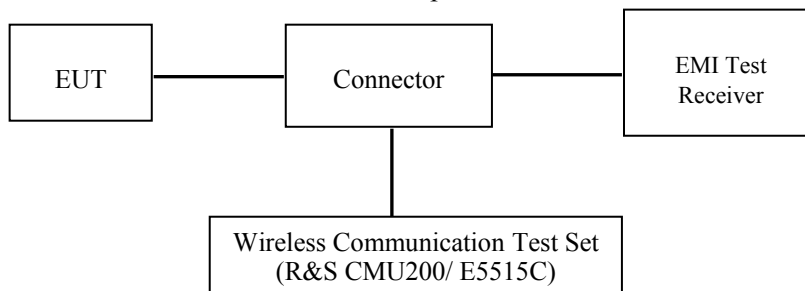 EUT
Connector
EMI Test
Receiver
Wireless Communication Test Set
(R&S CMU200/ E5515C)